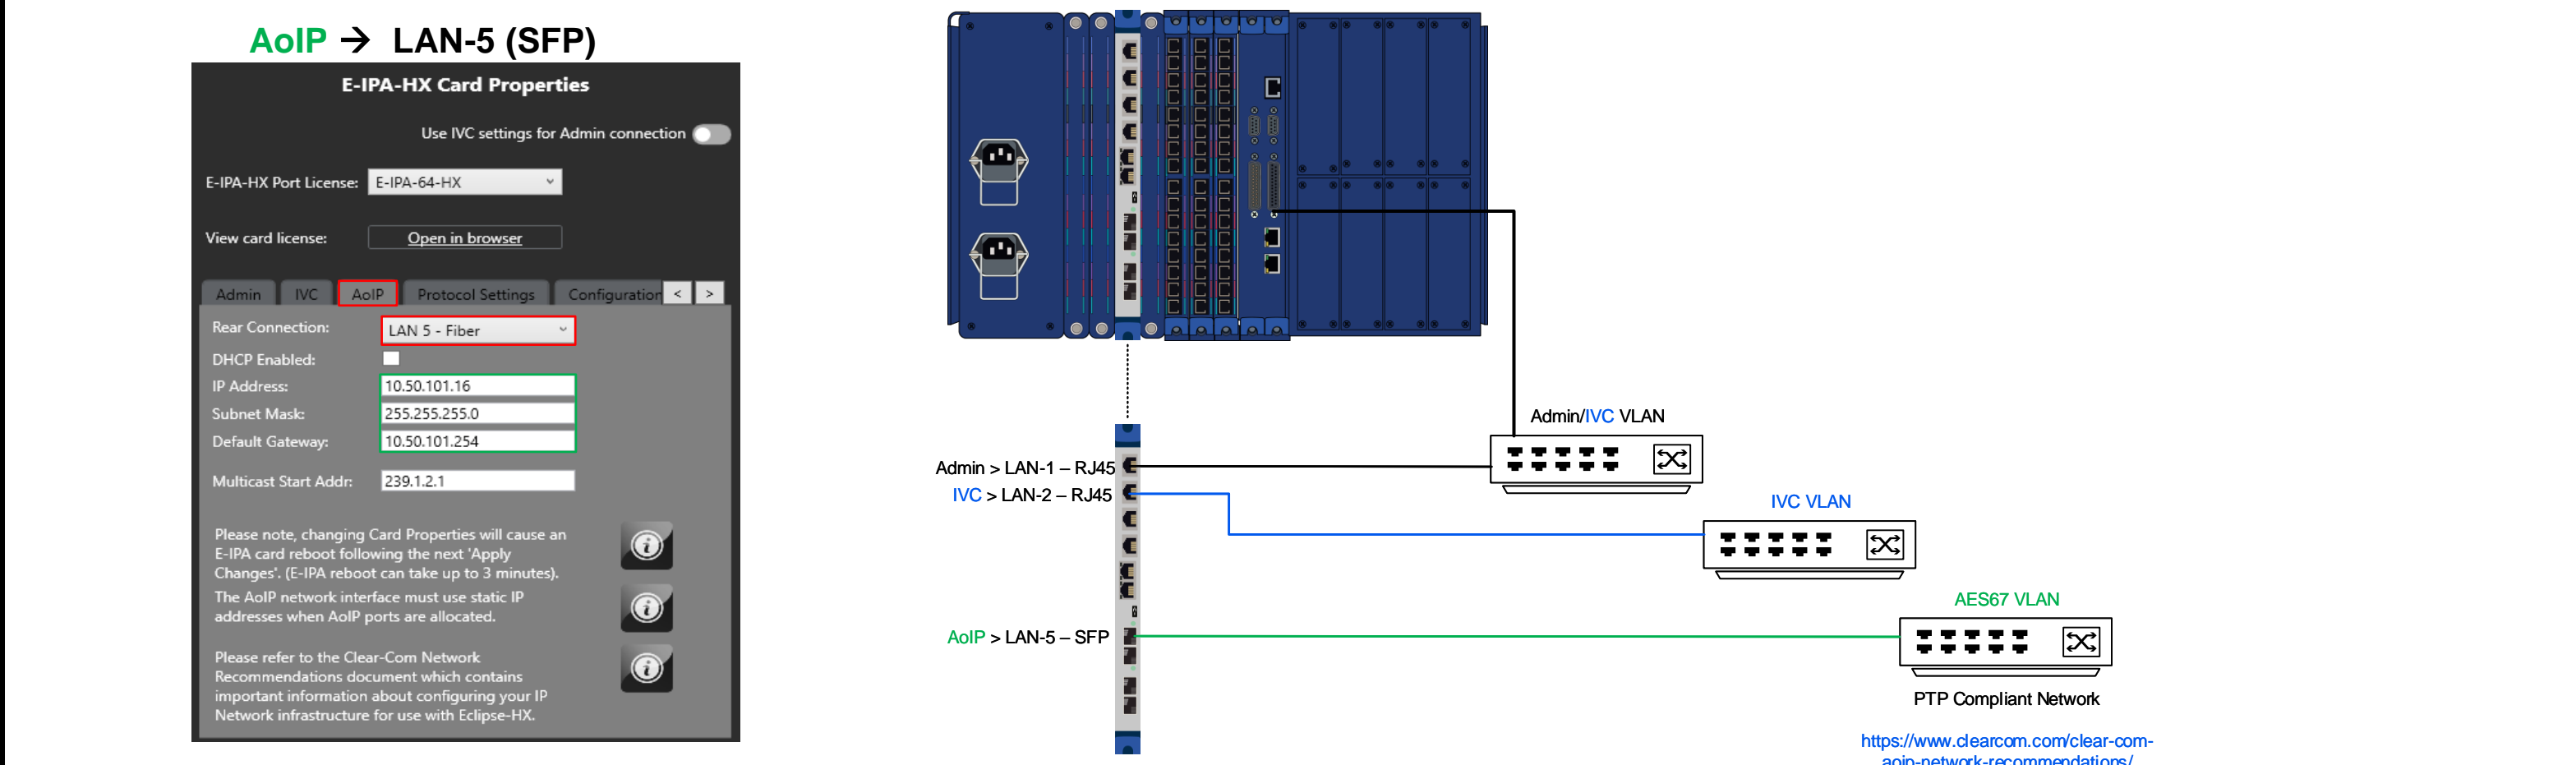 AoIP → LAN-5 (SFP)
E-IPA-HX Card Properties
Use IVC settings for Admin connection
E-IPA-HX Port License: E-IPA-64-HX
View card license: Open in browser
Admin IVC AoIP Protocol Settings Configuration < >
Rear Connection: LAN 5 - Fiber
DHCP Enabled:
IP Address: 10.50.101.16
Subnet Mask: 255.255.255.0
Default Gateway: 10.50.101.254
Multicast Start Addr: 239.1.2.1
Please note, changing Card Properties will cause an
E-IPA card reboot following the next 'Apply
Changes'. (E-IPA reboot can take up to 3 minutes).
The AoIP network interface must use static IP
addresses when AoIP ports are allocated.
Please refer to the Clear-Com Network
Recommendations document which contains
important information about configuring your IP
Network infrastructure for use with Eclipse-HX.
Admin > LAN-1 – RJ45
IVC > LAN-2 – RJ45
AoIP > LAN-5 – SFP
Admin/IVC VLAN
IVC VLAN
AES67 VLAN
PTP Compliant Network
https://www.clearcom.com/clear-com-
aoip-network-recommendations/